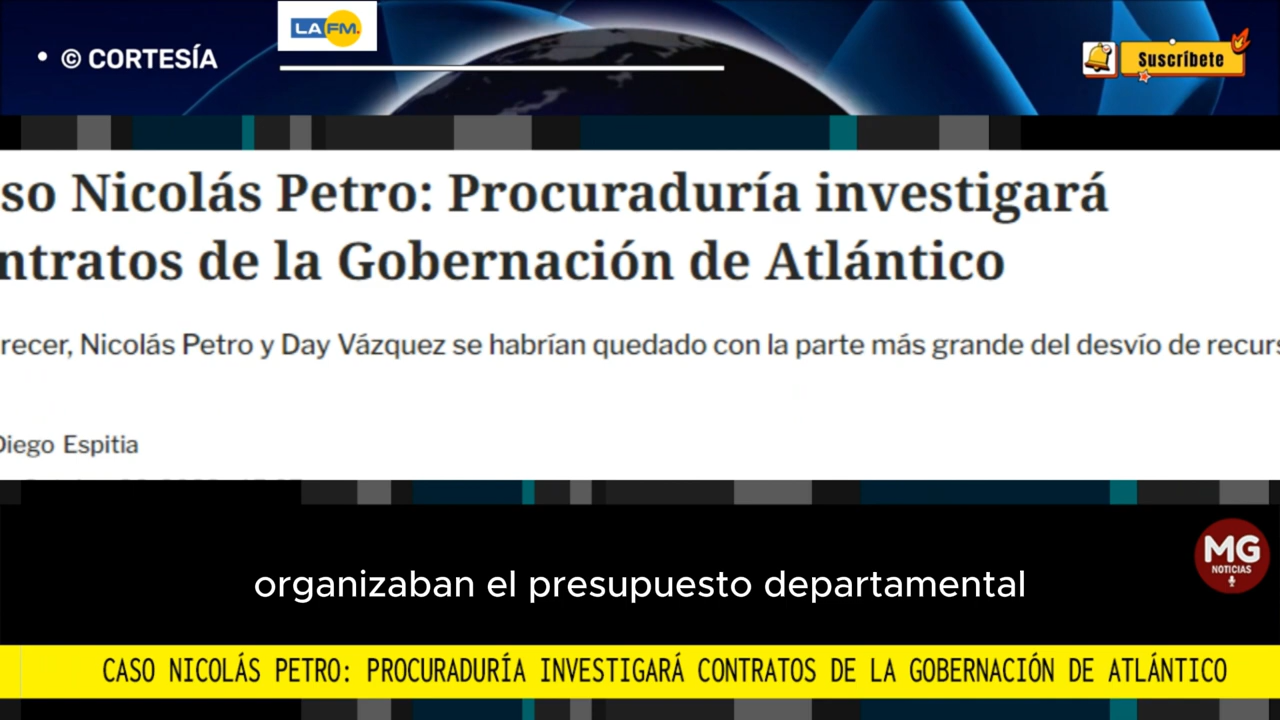 • © CORTESÍA
LA FM.
Suscríbete
so Nicolás Petro: Procuraduría investigará
ntratos de la Gobernación de Atlántico
recer, Nicolás Petro y Day Vázquez se habrían quedado con la parte más grande del desvío de recurs
Diego Espitia
organizaban el presupuesto departamental
MG
NOTICIAS
CASO NICOLÁS PETRO: PROCURADURÍA INVESTIGARÁ CONTRATOS DE LA GOBERNACIÓN DE ATLÁNTICO